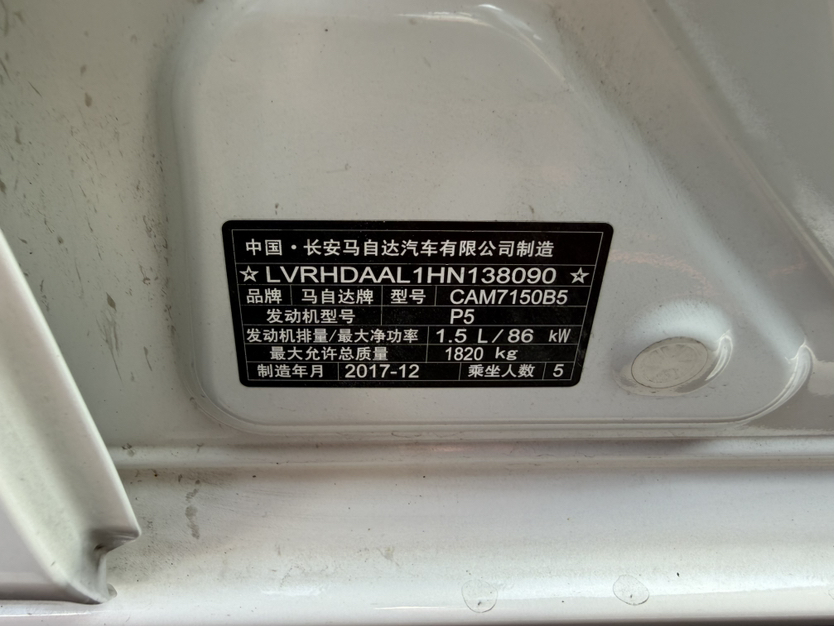 中国·长安马自达汽车有限公司制造
☆LVRHDAAL1HN138090☆
品牌 马自达牌 型号 CAM7150B5
发动机型号 P5
发动机排量/最大净功率 1.5 L/86 kW
最大允许总质量 1820 kg
制造年月 2017-12 乘坐人数 5